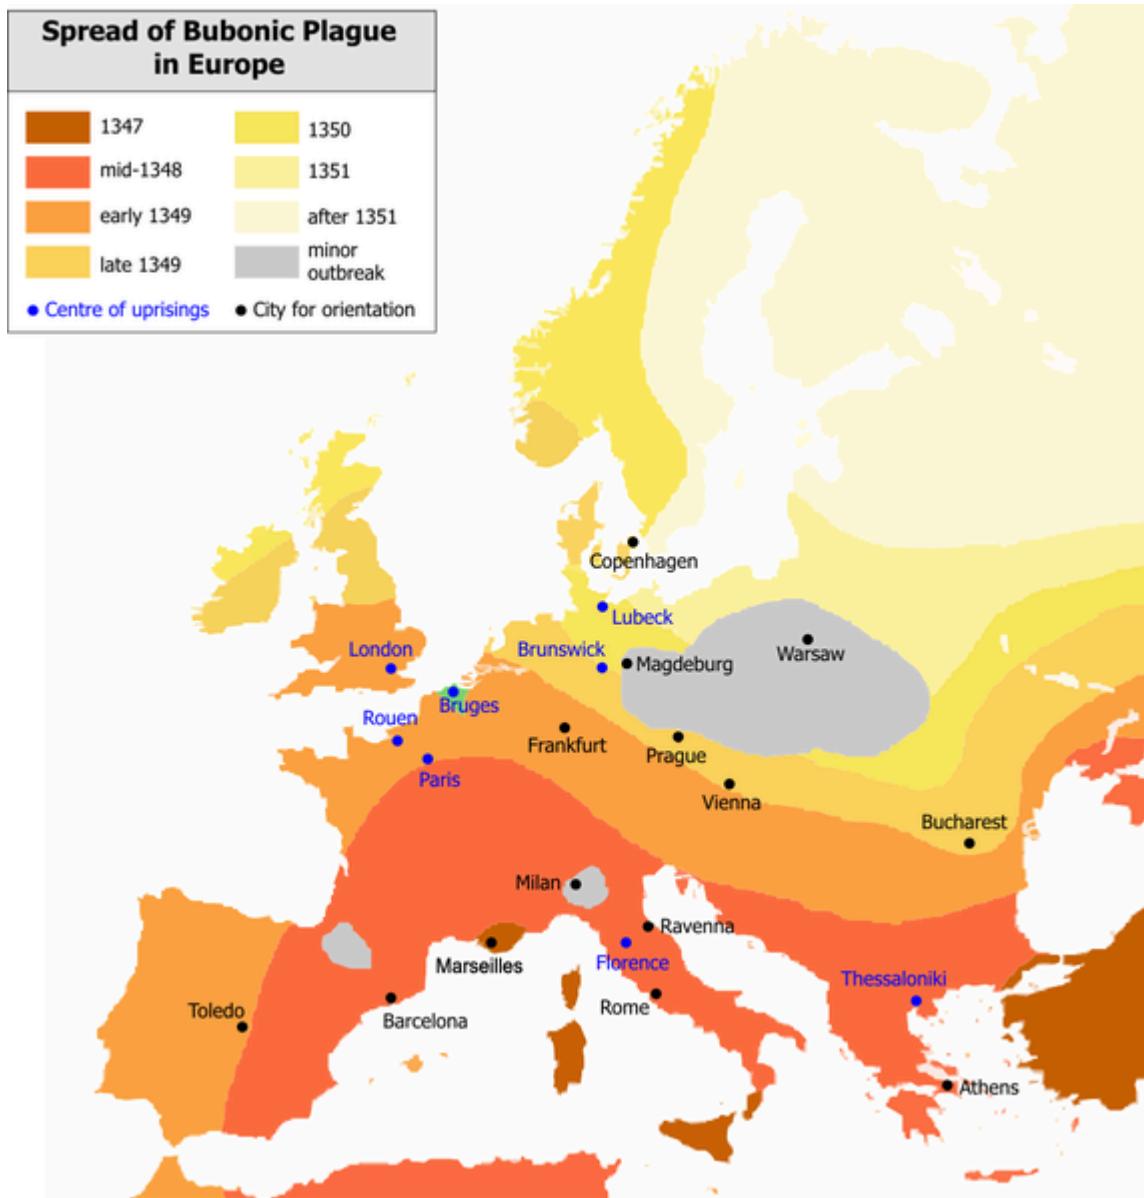 Spread of Bubonic Plague
in Europe
1347
mid-1348
early 1349
late 1349
1350
1351
after 1351
minor
outbreak
Centre of uprisings
City for orientation
Copenhagen
Lubeck
Brunswick
Magdeburg
Warsaw
London
Bruges
Rouen
Frankfurt
Prague
Paris
Vienna
Bucharest
Milan
Ravenna
Marseilles
Florence
Thessaloniki
Toledo
Barcelona
Rome
Athens